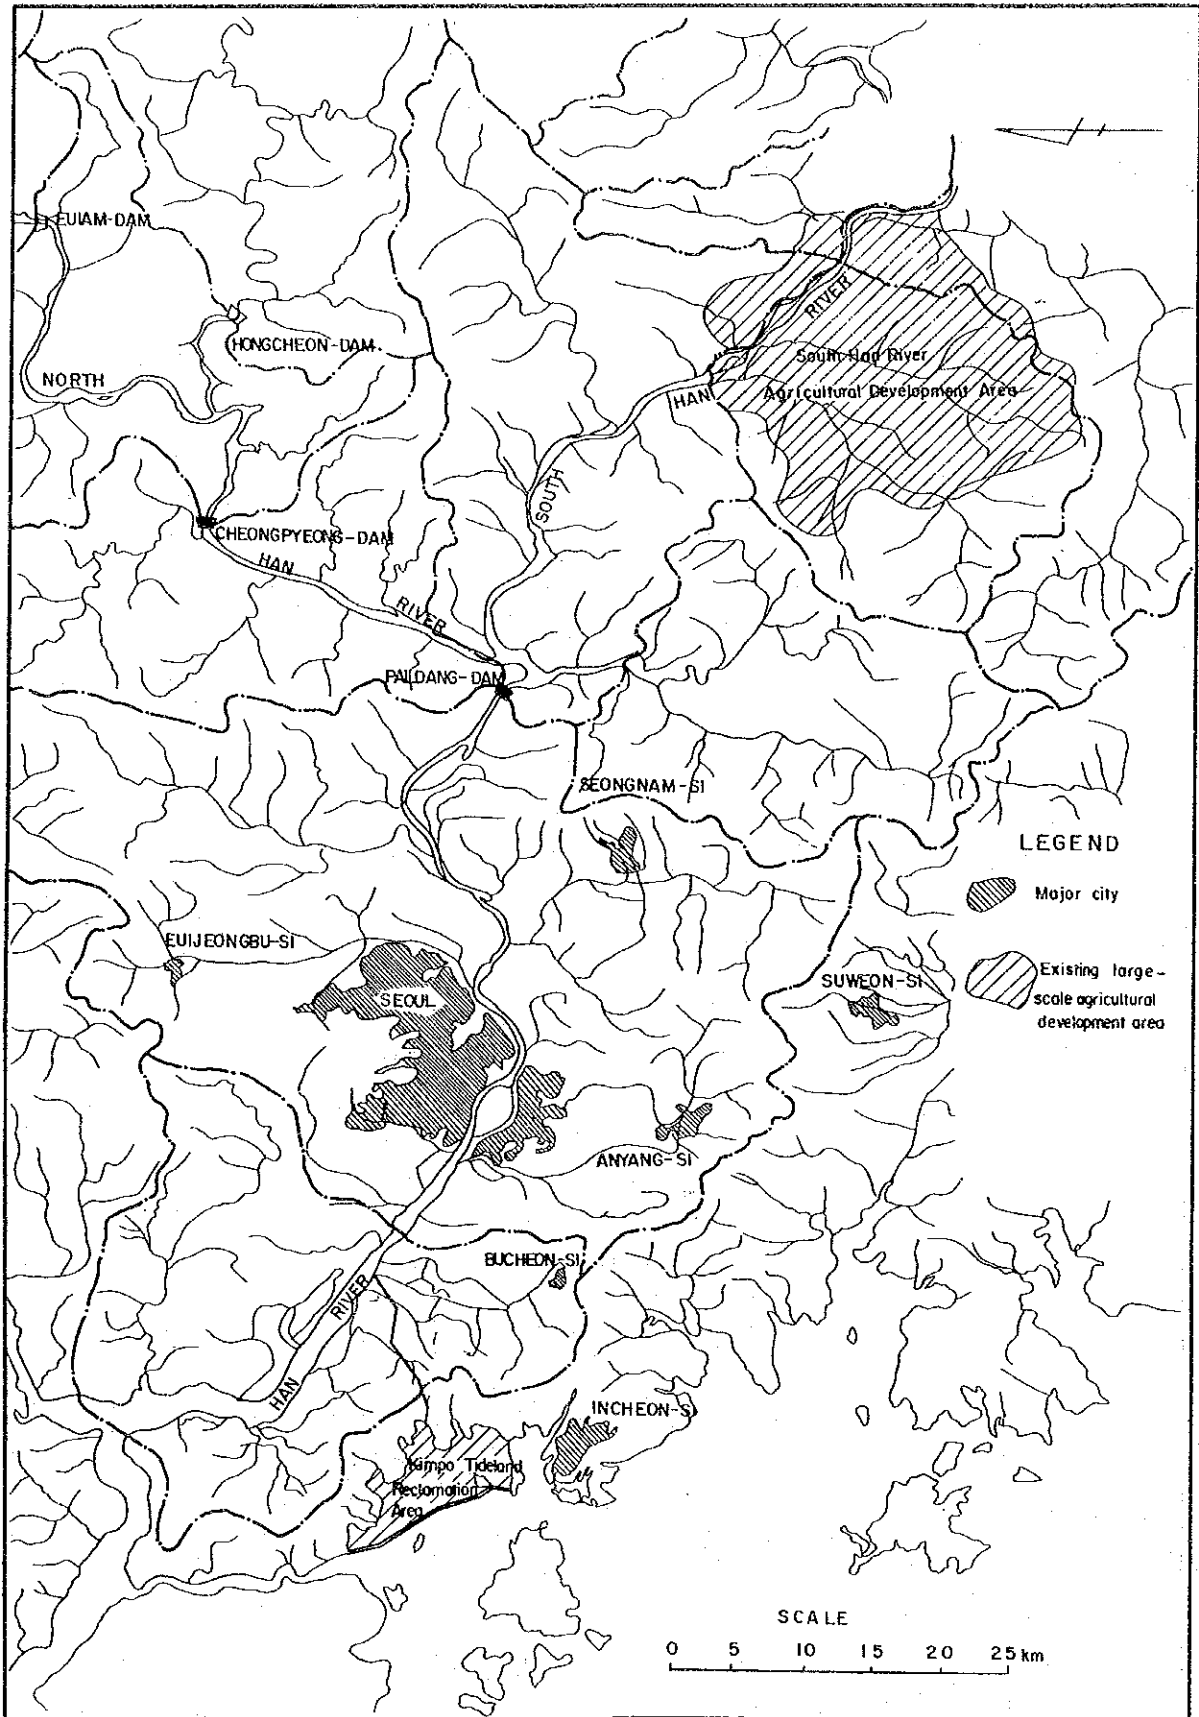 EUIAM-DAM
HONGCHEON-DAM
NORTH
RIVER
South Han River
Agricultural Development Area
HAN
SOUTH
CHEONGPYEONG-DAM
HAN
RIVER
PALDANG-DAM
SEONGNAM-SI
LEGEND
Major city
Existing large-
scale agricultural
development area
EUIJEONGBU-SI
SEOUL
SUWEON-SI
ANYANG-SI
BUCHEON-SI
RIVER
HAN
INCHEON-SI
Kimpo Tideland
Reclamation
Area
SCALE
0 5 10 15 20 25 km